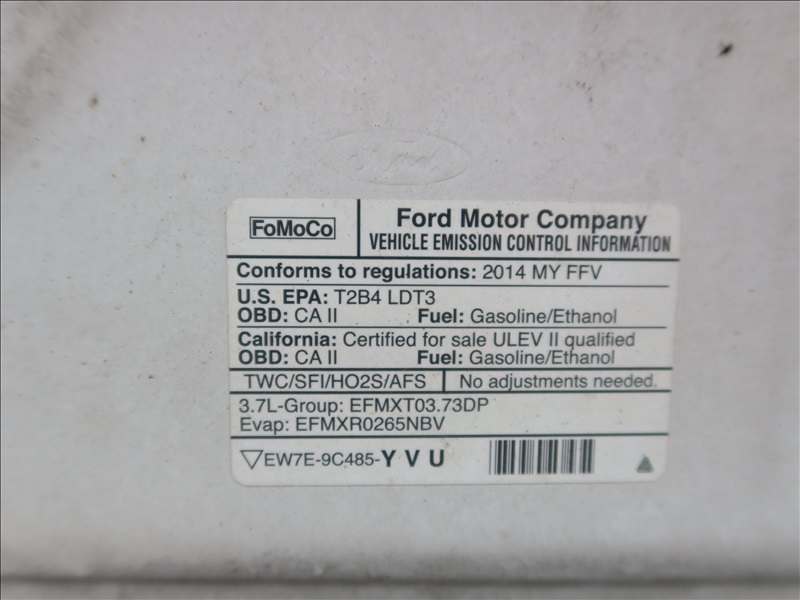 Ford
FoMoCo
Ford Motor Company
VEHICLE EMISSION CONTROL INFORMATION
Conforms to regulations: 2014 MY FFV
U.S. EPA: T2B4 LDT3
OBD: CA II Fuel: Gasoline/Ethanol
California: Certified for sale ULEV II qualified
OBD: CA II Fuel: Gasoline/Ethanol
TWC/SFI/HO2S/AFS No adjustments needed.
3.7L-Group: EFMXT03.73DP
Evap: EFMXR0265NBV
EW7E-9C485-Y V U